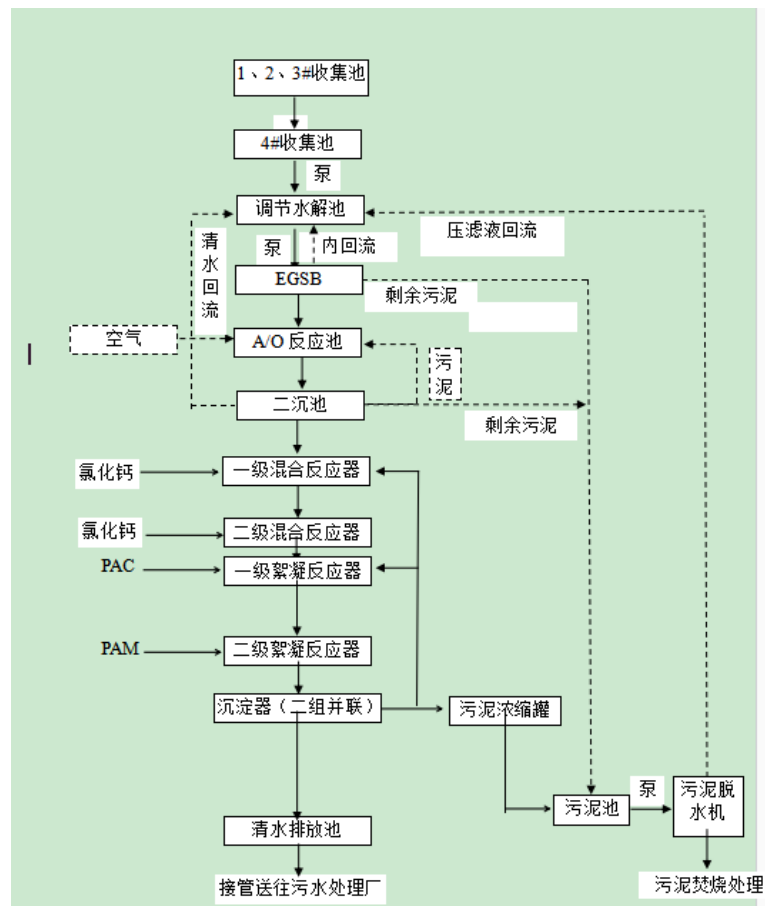 1、2、3#收集池
4#收集池
泵
调节水解池
压滤液回流
清
水
回
流
泵
内回流
EGSB
剩余污泥
空气
A/O 反应池
污
泥
二沉池
剩余污泥
氯化钙
一级混合反应器
氯化钙
二级混合反应器
PAC
一级絮凝反应器
PAM
二级絮凝反应器
沉淀器（二组并联）
污泥浓缩罐
泵
污泥脱
水机
污泥池
清水排放池
接管送往污水处理厂
污泥焚烧处理